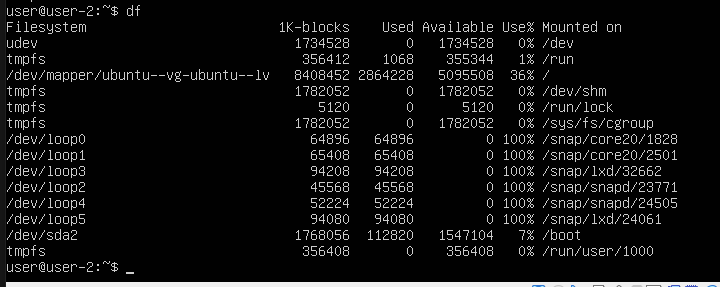 user@user-2:~$ df
Filesystem                        1K-blocks    Used Available Use% Mounted on
udev                                1734528       0   1734528   0% /dev
tmpfs                                356412    1068    355344   1% /run
/dev/mapper/ubuntu--vg-ubuntu--lv   8408452 2864228   5095508  36% /
tmpfs                               1782052       0   1782052   0% /dev/shm
tmpfs                                  5120       0      5120   0% /run/lock
tmpfs                               1782052       0   1782052   0% /sys/fs/cgroup
/dev/loop0                            64896   64896         0 100% /snap/core20/1828
/dev/loop1                            65408   65408         0 100% /snap/core20/2501
/dev/loop3                            94208   94208         0 100% /snap/lxd/32662
/dev/loop2                            45568   45568         0 100% /snap/snapd/23771
/dev/loop4                            52224   52224         0 100% /snap/snapd/24505
/dev/loop5                            94080   94080         0 100% /snap/lxd/24061
/dev/sda2                           1768056  112820   1547104   7% /boot
tmpfs                                356408       0    356408   0% /run/user/1000
user@user-2:~$ _